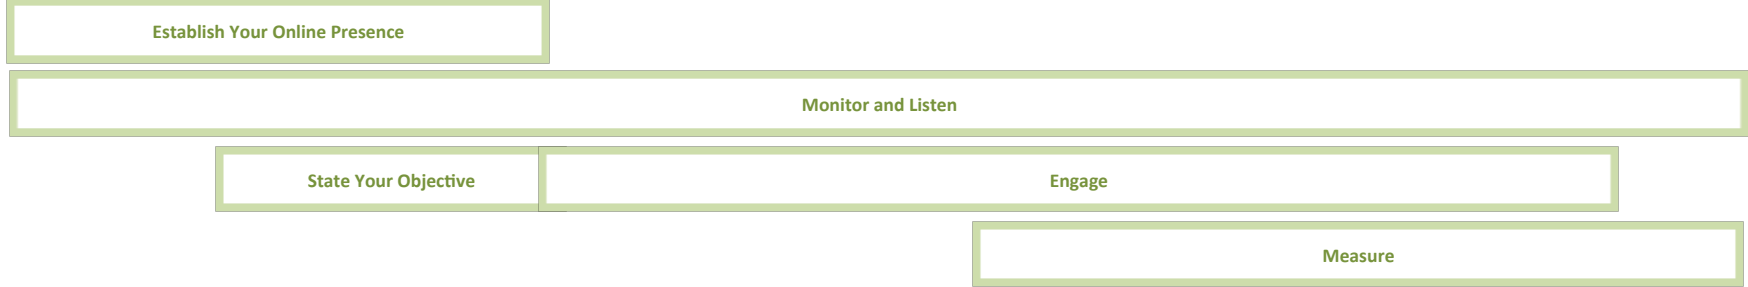 Establish Your Online Presence
Monitor and Listen
State Your Objective
Engage
Measure